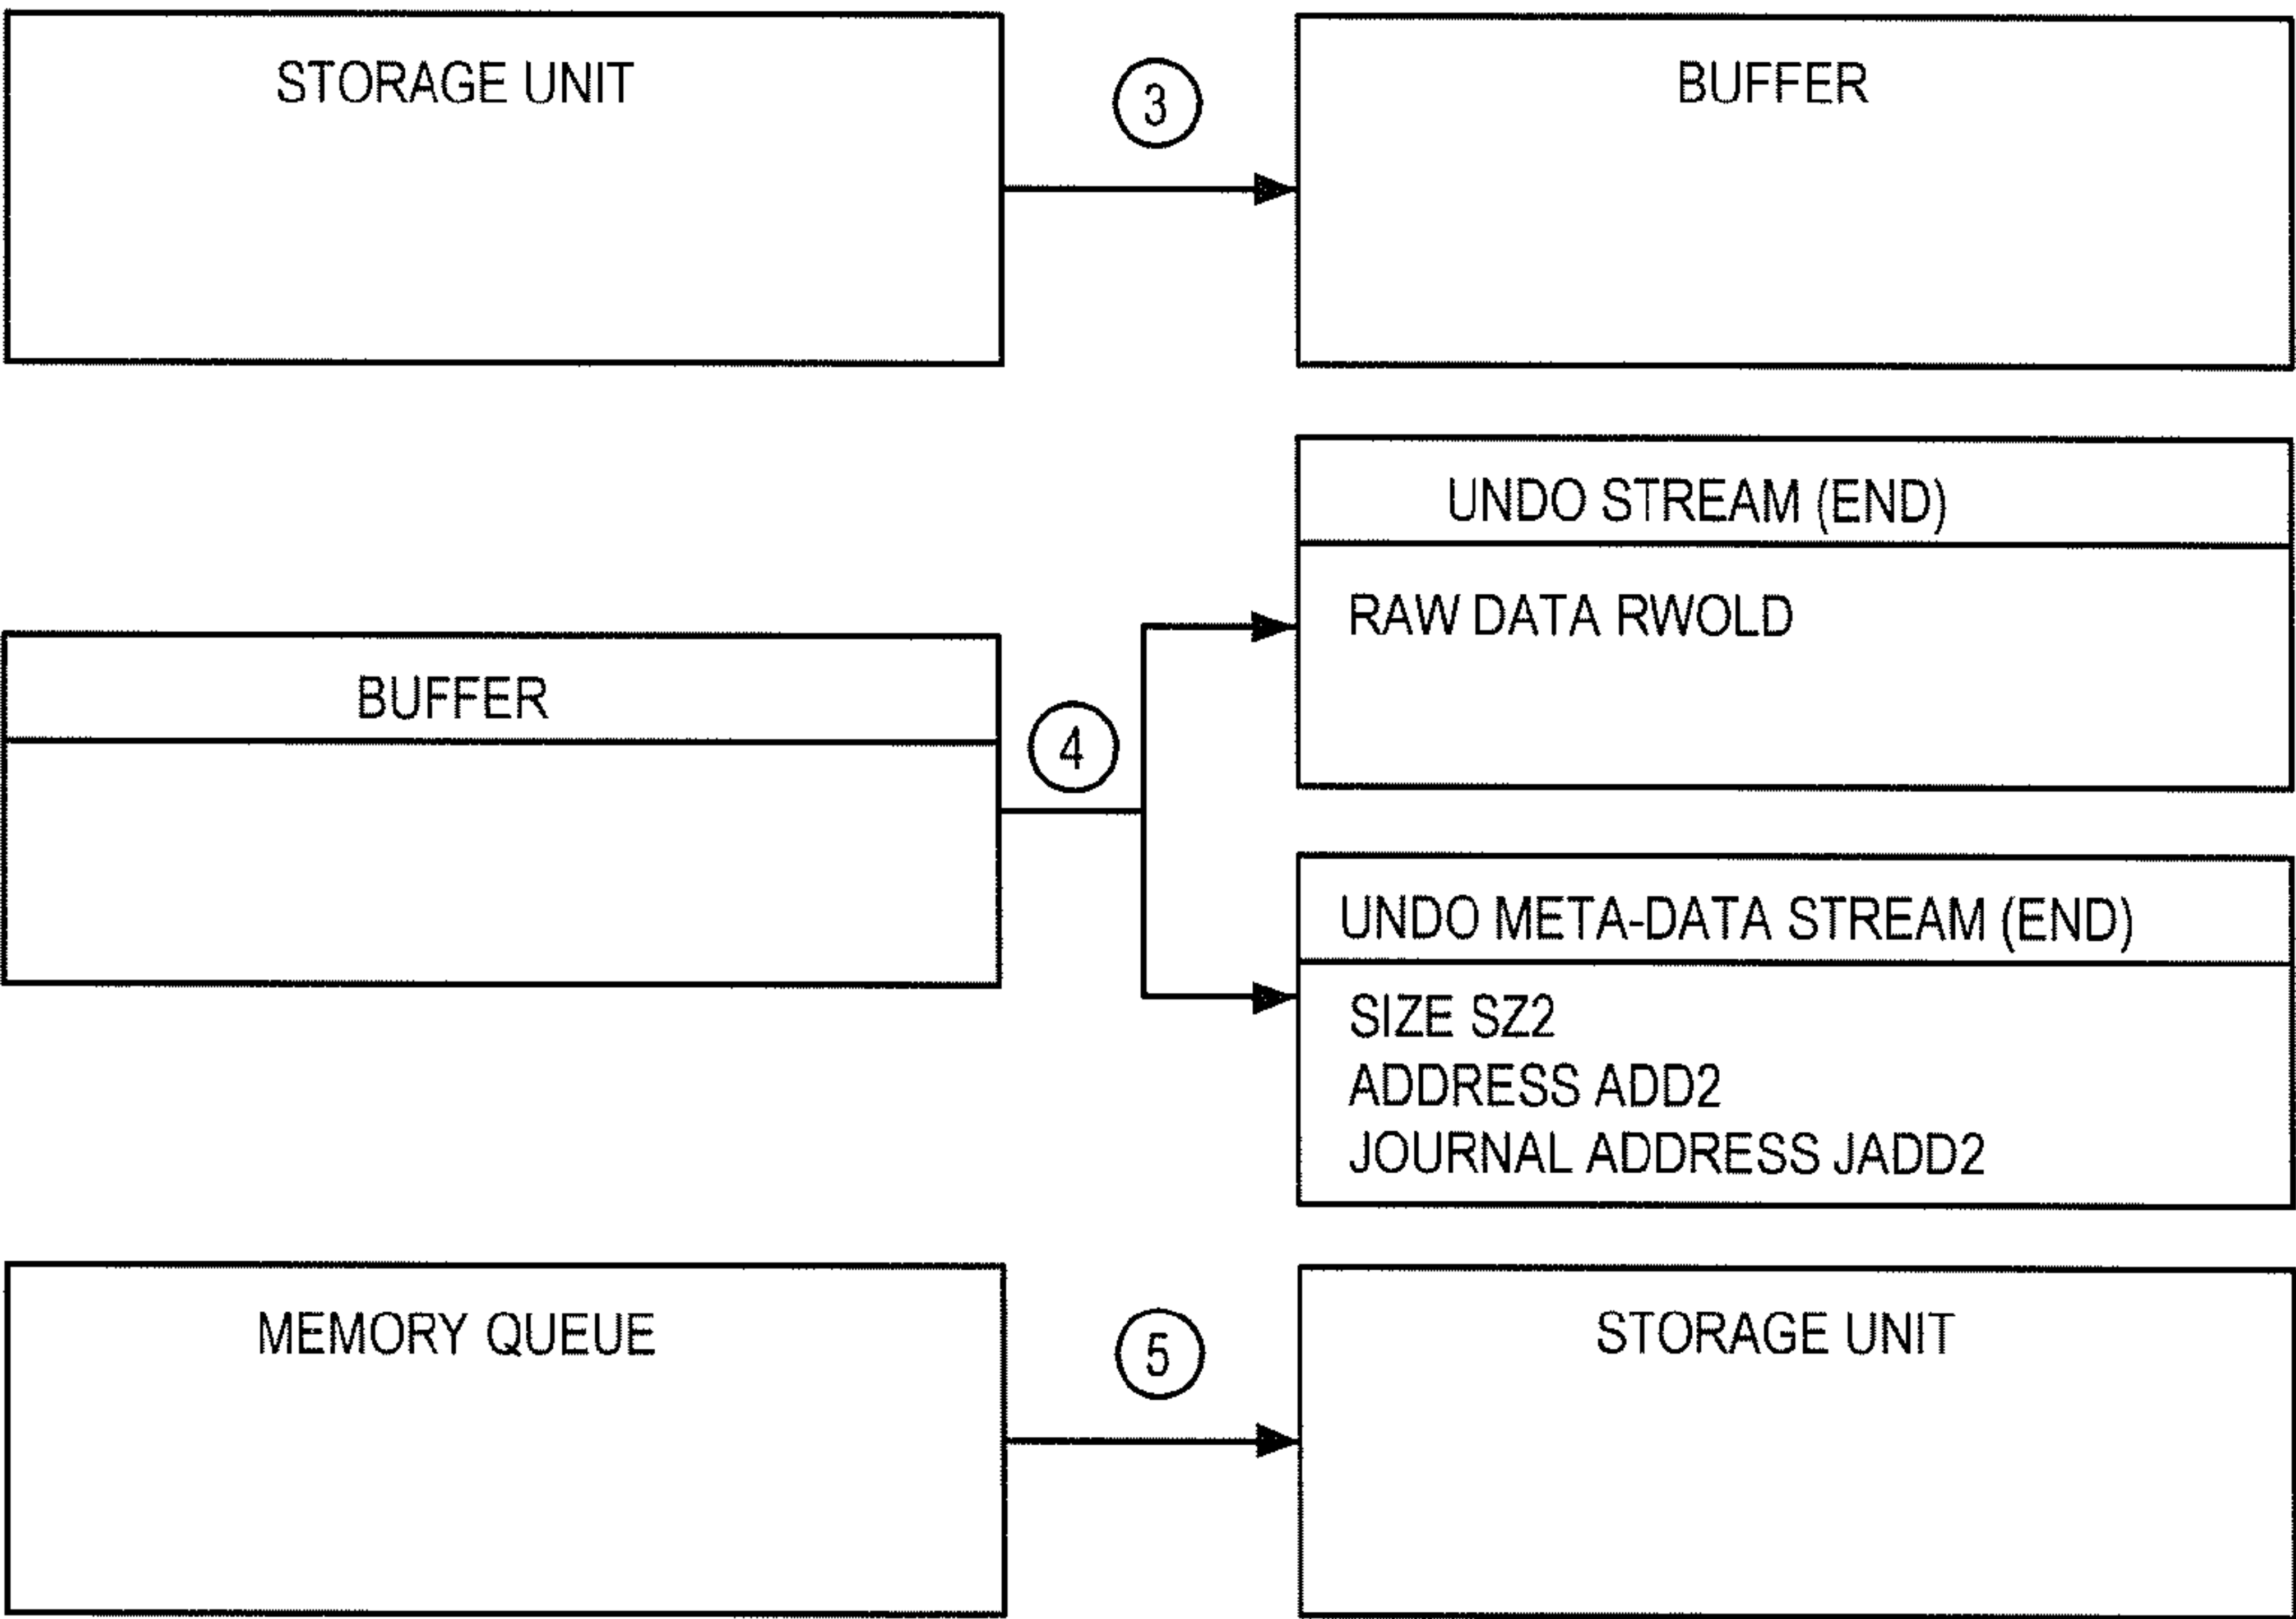 STORAGE UNIT
3
BUFFER
UNDO STREAM (END)
RAW DATA RWOLD
BUFFER
4
UNDO META-DATA STREAM (END)
SIZE SZ2
ADDRESS ADD2
JOURNAL ADDRESS JADD2
MEMORY QUEUE
5
STORAGE UNIT